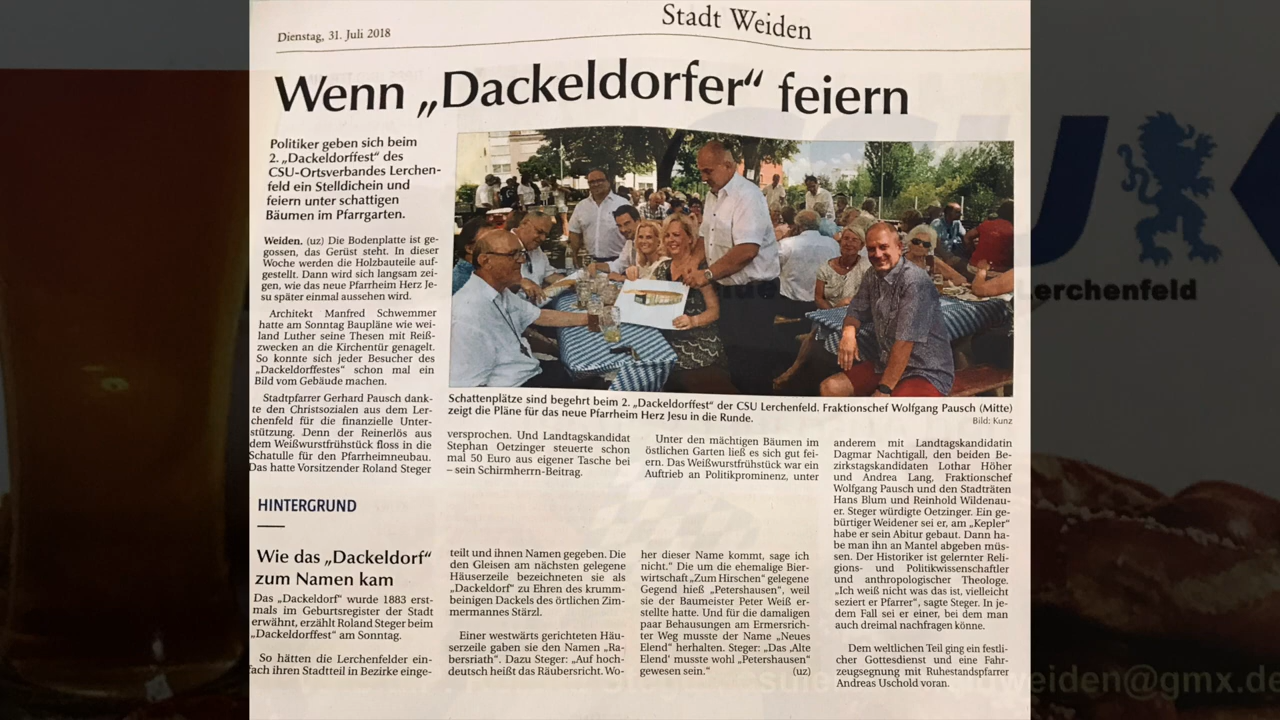 Stadt Weiden
Dienstag, 31. Juli 2018
Wenn „Dackeldorfer“ feiern
Politiker geben sich beim
2. „Dackeldorffest“ des
CSU-Ortsverbandes Lerchen-
feld ein Stelldichein und
feiern unter schattigen
Bäumen im Pfarrgarten.
Weiden. (uz) Die Bodenplatte ist ge-
gossen, das Gerüst steht. In dieser
Woche werden die Holzbauteile auf-
gestellt. Dann wird sich langsam zei-
gen, wie das neue Pfarrheim Herz Je-
su später einmal aussehen wird.
Architekt Manfred Schwemmer
hatte am Sonntag Baupläne wie wei-
land Luther seine Thesen mit Reiß-
zwecken an die Kirchentür genagelt.
So konnte sich jeder Besucher des
„Dackeldorffestes“ schon mal ein
Bild vom Gebäude machen.
Stadtpfarrer Gerhard Pausch dank-
te den Christsozialen aus dem Ler-
chenfeld für die finanzielle Unter-
stützung. Denn der Reinerlös aus
dem Weißwurstfrühstück floss in die
Schatulle für den Pfarrheimneubau.
Das hatte Vorsitzender Roland Steger
Schattenplätze sind begehrt beim 2. „Dackeldorffest“ der CSU Lerchenfeld. Fraktionschef Wolfgang Pausch (Mitte)
zeigt die Pläne für das neue Pfarrheim Herz Jesu in die Runde.
Bild: Kunz
versprochen. Und Landtagskandidat
Stephan Oetzinger steuerte schon
mal 50 Euro aus eigener Tasche bei
– sein Schirmherrn-Beitrag.
Unter den mächtigen Bäumen im
östlichen Garten ließ es sich gut fei-
ern. Das Weißwurstfrühstück war ein
Auftrieb an Politikprominenz, unter
anderem mit Landtagskandidatin
Dagmar Nachtigall, den beiden Be-
zirkstagskandidaten Lothar Höher
und Andrea Lang, Fraktionschef
Wolfgang Pausch und den Stadträten
Hans Blum und Reinhold Wildenau-
er. Steger würdigte Oetzinger. Ein ge-
bürtiger Weidener sei er, am „Kepler“
habe er sein Abitur gebaut. Dann ha-
be man ihn an Mantel abgeben müs-
sen. Der Historiker ist gelernter Reli-
gions- und Politikwissenschaftler
und anthropologischer Theologe.
„Ich weiß nicht was das ist, vielleicht
seziert er Pfarrer“, sagte Steger. In je-
dem Fall sei er einer, bei dem man
auch dreimal nachfragen könne.
Dem weltlichen Teil ging ein festli-
cher Gottesdienst und eine Fahr-
zeugsegnung mit Ruhestandspfarrer
Andreas Uschold voran.
HINTERGRUND
Wie das „Dackeldorf“
zum Namen kam
Das „Dackeldorf“ wurde 1883 erst-
mals im Geburtsregister der Stadt
erwähnt, erzählt Roland Steger beim
„Dackeldorffest“ am Sonntag.
So hätten die Lerchenfelder ein-
fach ihren Stadtteil in Bezirke einge-
teilt und ihnen Namen gegeben. Die
den Gleisen am nächsten gelegene
Häuserzeile bezeichneten sie als
„Dackeldorf“ zu Ehren des krumm-
beinigen Dackels des örtlichen Zim-
mermannes Stärzl.
Einer westwärts gerichteten Häu-
serzeile gaben sie den Namen „Ra-
bersriath“. Dazu Steger: „Auf hoch-
deutsch heißt das Räubersricht. Wo-
her dieser Name kommt, sage ich
nicht.“ Die um die ehemalige Bier-
wirtschaft „Zum Hirschen“ gelegene
Gegend hieß „Petershausen“, weil
sie der Baumeister Peter Weiß er-
stellte hatte. Und für die damaligen
paar Behausungen am Ermersrichter
Weg musste der Name „Neues
Elend“ herhalten. Steger: „Das ‚Alte
Elend‘ musste wohl „Petershausen“
gewesen sein.“ (uz)
U
Lerchenfeld
weiden@gmx.de